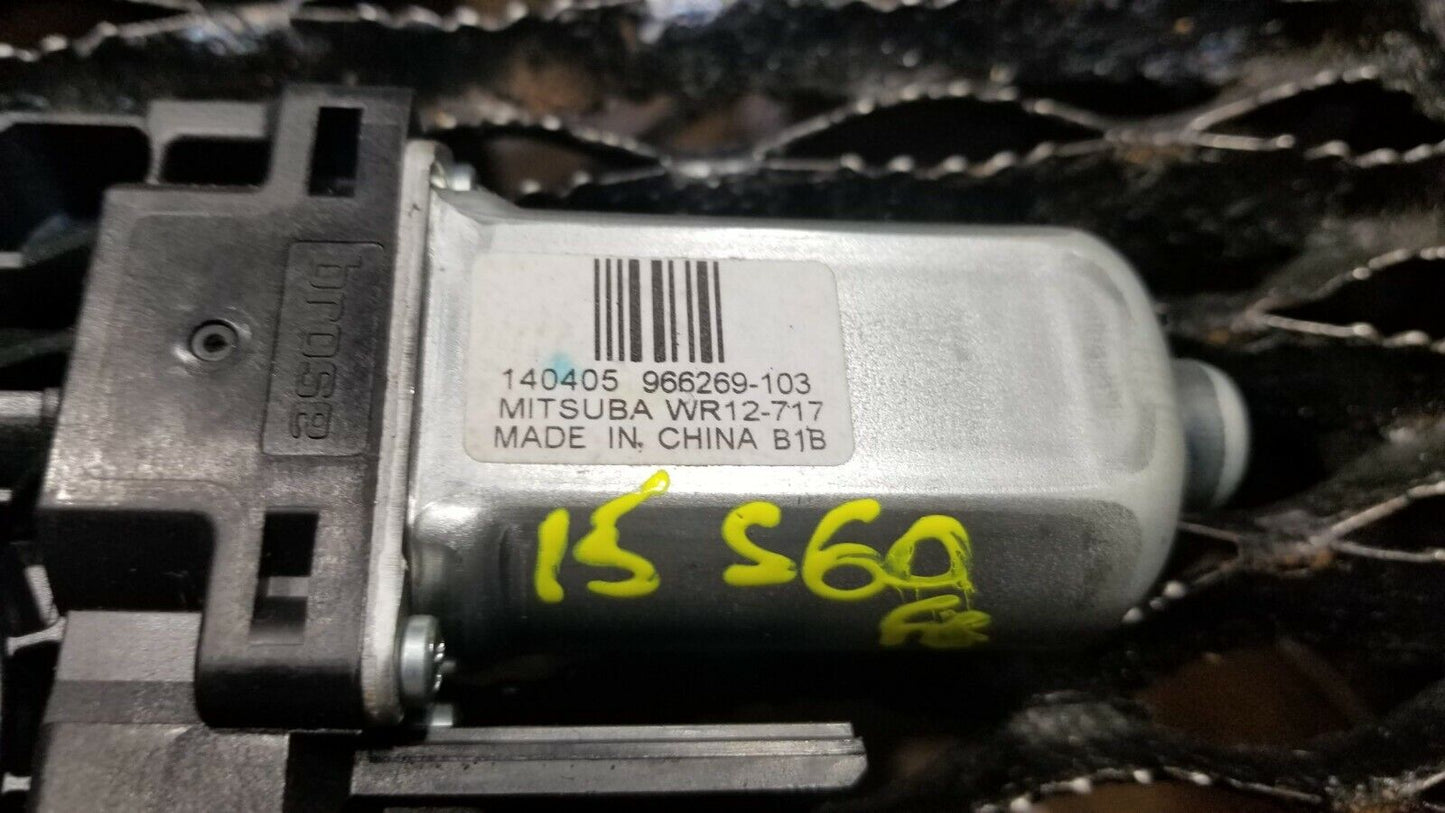 brose
140405 966269-103
MITSUBA WR12-717
MADE IN CHINA B1B
15 S60